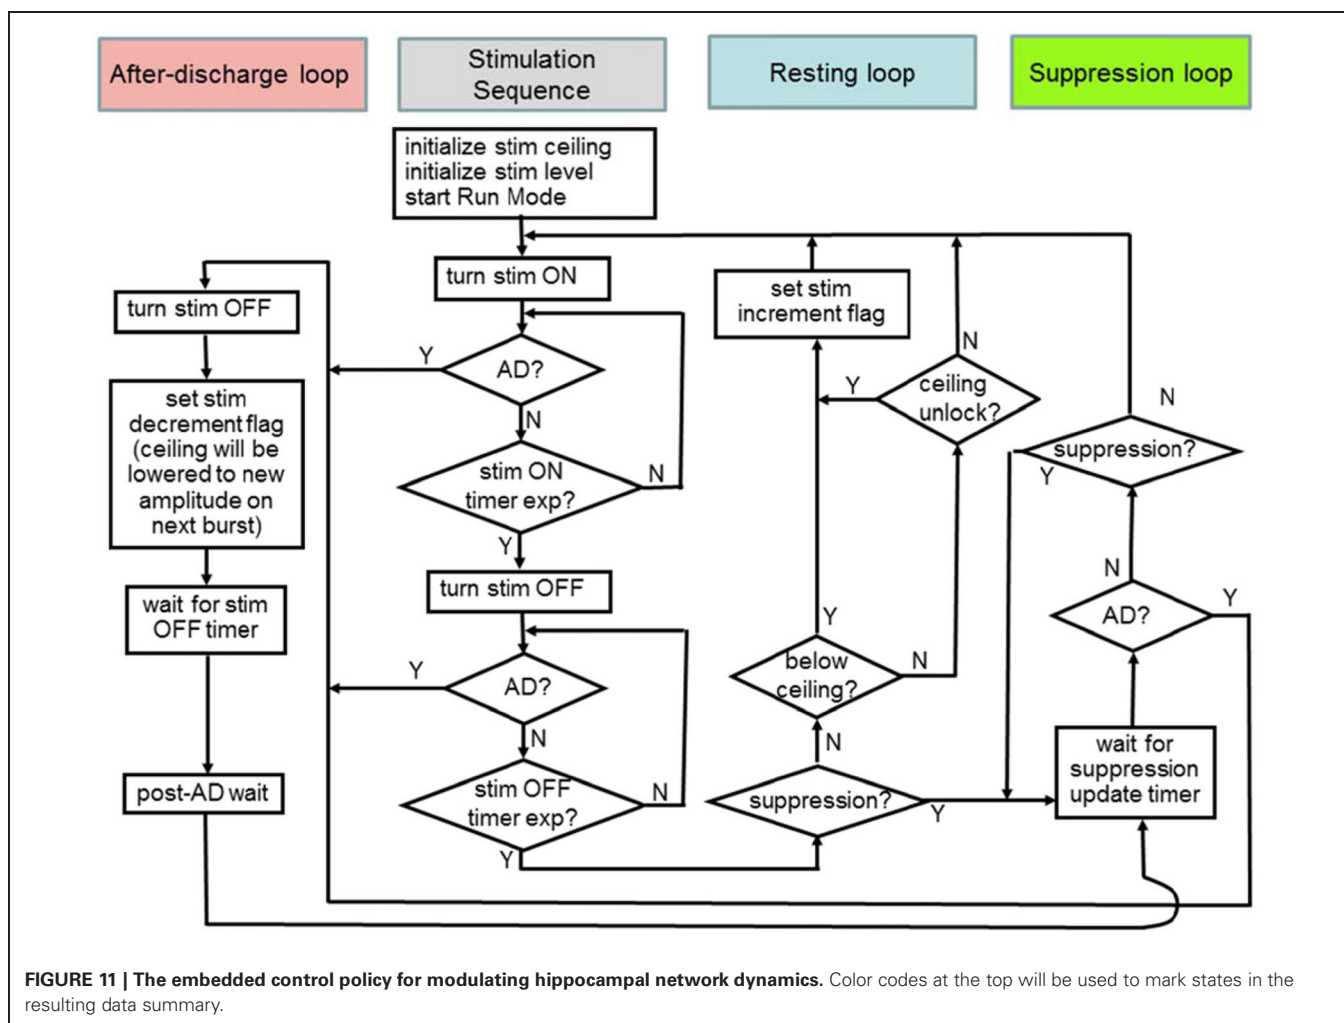 After-discharge loop
Stimulation
Sequence
Resting loop
Suppression loop
initialize stim ceiling
initialize stim level
start Run Mode
turn stim ON
AD?
Y
N
stim ON
timer exp?
N
Y
turn stim OFF
AD?
Y
N
stim OFF
timer exp?
N
Y
turn stim OFF
set stim
decrement flag
(ceiling will be
lowered to new
amplitude on
next burst)
wait for stim
OFF timer
post-AD wait
set stim
increment flag
N
Y
ceiling
unlock?
Y
below
ceiling?
N
N
suppression?
Y
N
suppression?
Y
N
AD?
Y
wait for
suppression
update timer
FIGURE 11 | The embedded control policy for modulating hippocampal network dynamics. Color codes at the top will be used to mark states in the
resulting data summary.